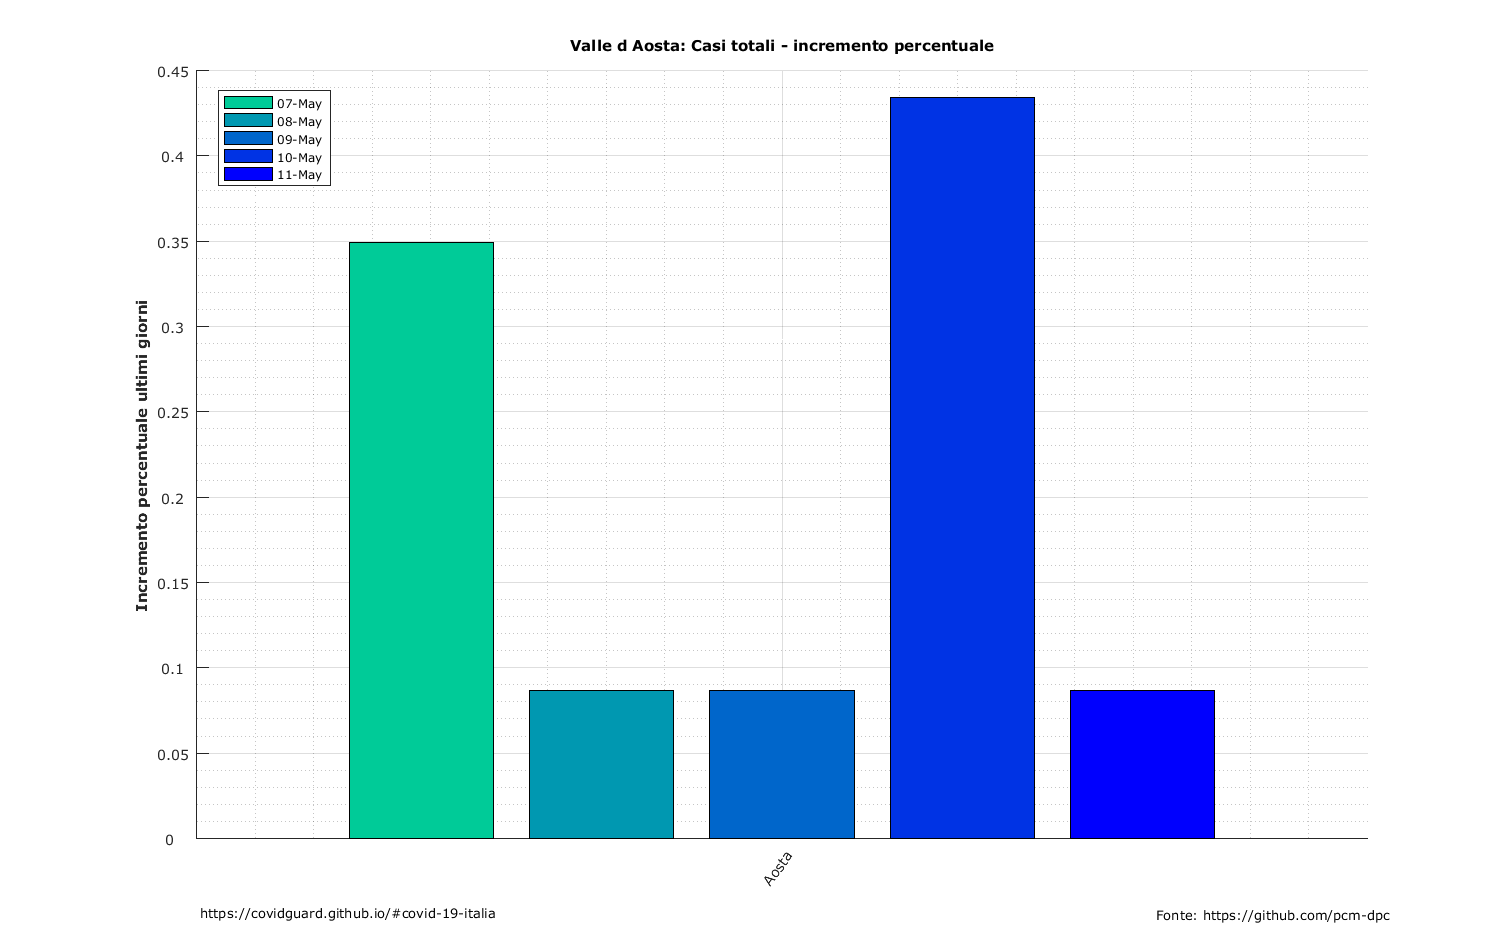 Valle d Aosta: Casi totali - incremento percentuale
0.45
0.4
0.35
0.3
0.25
0.2
0.15
0.1
0.05
0
Incremento percentuale ultimi giorni
07-May
08-May
09-May
10-May
11-May
Aosta
https://covidguard.github.io/#covid-19-italia
Fonte: https://github.com/pcm-dpc